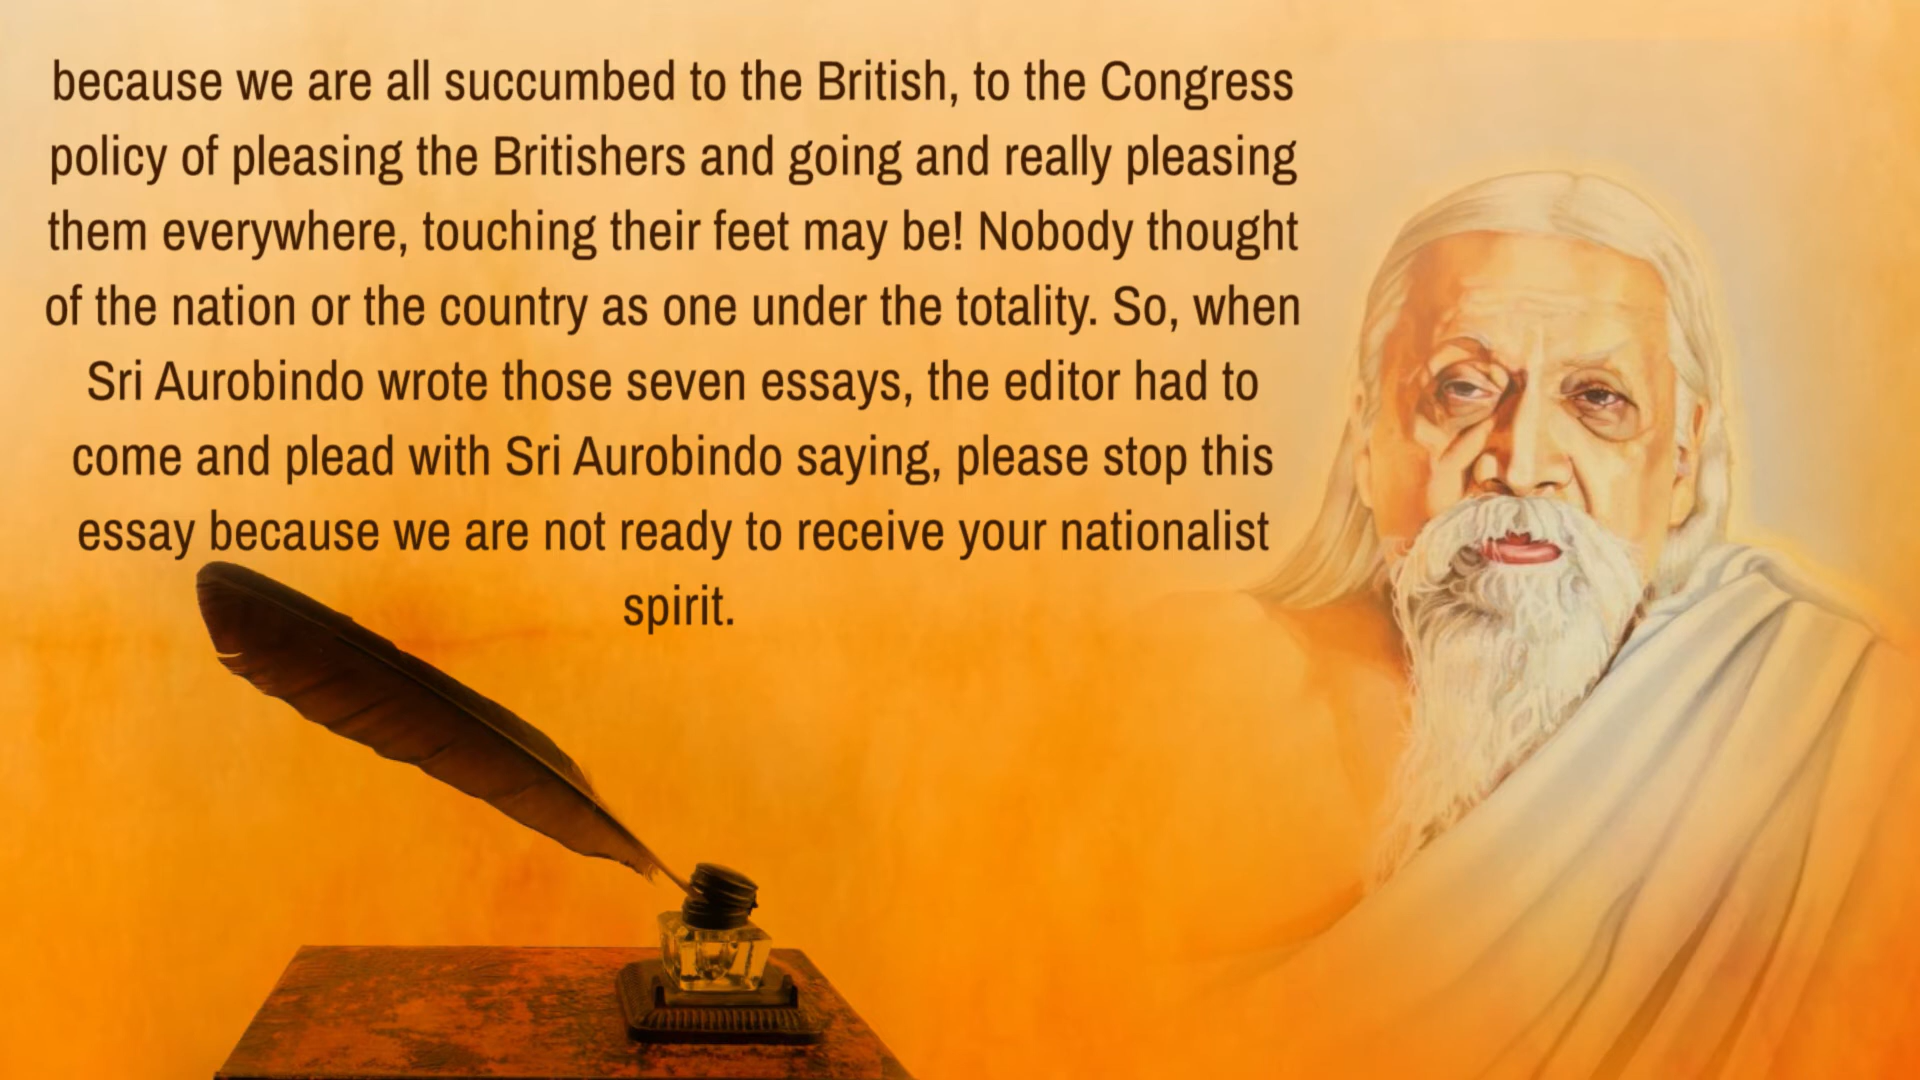 because we are all succumbed to the British, to the Congress
policy of pleasing the Britishers and going and really pleasing
them everywhere, touching their feet may be! Nobody thought
of the nation or the country as one under the totality. So, when
Sri Aurobindo wrote those seven essays, the editor had to
come and plead with Sri Aurobindo saying, please stop this
essay because we are not ready to receive your nationalist
spirit.